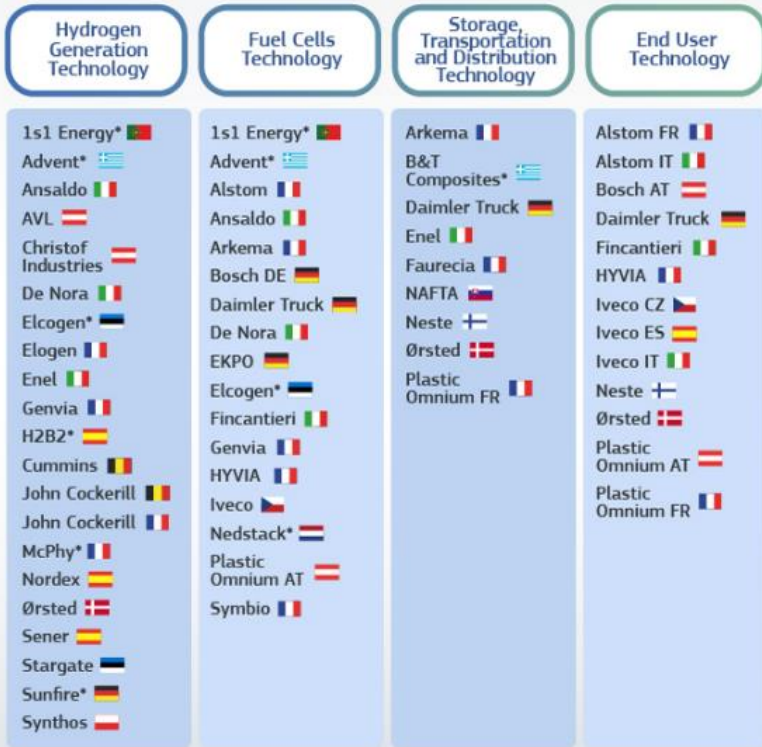 Hydrogen
Generation
Technology
1s1 Energy*
Advent*
Ansaldo
AVL
Christof
Industries
De Nora
Elcogen*
Elogen
Enel
Genvia
H2B2*
Cummins
John Cockerill
John Cockerill
McPhy*
Nordex
Ørsted
Sener
Stargate
Sunfire*
Synthos
Fuel Cells
Technology
1s1 Energy*
Advent*
Alstom
Ansaldo
Arkema
Bosch DE
Daimler Truck
De Nora
EKPO
Elcogen*
Fincantieri
Genvia
HYVIA
Iveco
Nedstack*
Plastic
Omnium AT
Symbio
Storage,
Transportation
and Distribution
Technology
Arkema
B&T
Composites*
Daimler Truck
Enel
Faurecia
NAFTA
Neste
Ørsted
Plastic
Omnium FR
End User
Technology
Alstom FR
Alstom IT
Bosch AT
Daimler Truck
Fincantieri
HYVIA
Iveco CZ
Iveco ES
Iveco IT
Neste
Ørsted
Plastic
Omnium AT
Plastic
Omnium FR